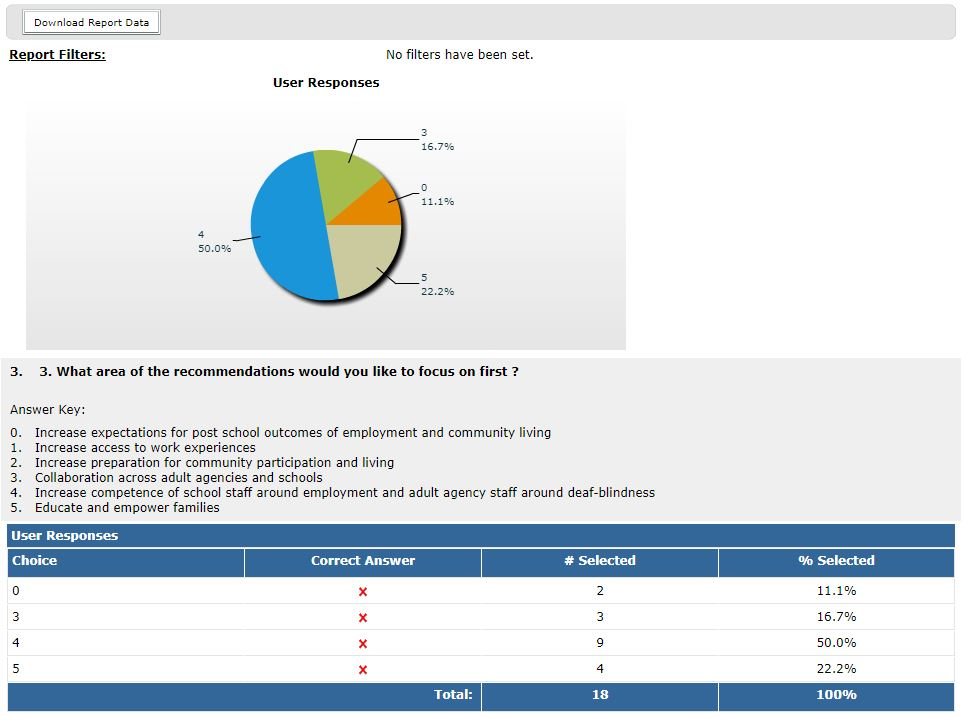 Download Report Data
Report Filters: No filters have been set.
User Responses
3
16.7%
0
11.1%
4
50.0%
5
22.2%
3. 3. What area of the recommendations would you like to focus on first ?
Answer Key:
0. Increase expectations for post school outcomes of employment and community living
1. Increase access to work experiences
2. Increase preparation for community participation and living
3. Collaboration across adult agencies and schools
4. Increase competence of school staff around employment and adult agency staff around deaf-blindness
5. Educate and empower families
User Responses
Choice Correct Answer # Selected % Selected
0 2 11.1%
3 3 16.7%
4 9 50.0%
5 4 22.2%
Total: 18 100%